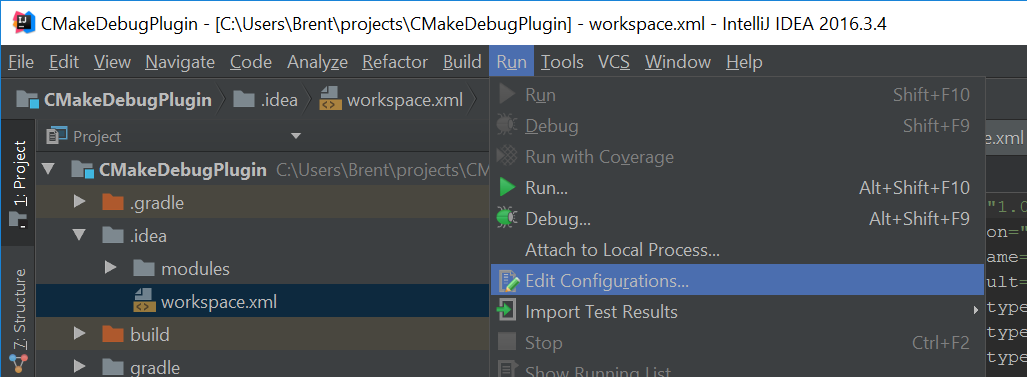 CMakeDebugPlugin - [C:\Users\Brent\projects\CMakeDebugPlugin] - workspace.xml - IntelliJ IDEA 2016.3.4
File Edit View Navigate Code Analyze Refactor Build Run Tools VCS Window Help
CMakeDebugPlugin .idea workspace.xml
Project
1: Project
Z: Structure
CMakeDebugPlugin C:\Users\Brent\projects\CM
.gradle
.idea
modules
workspace.xml
build
gradle
Run Shift+F10
Debug Shift+F9
Run with Coverage
Run... Alt+Shift+F10
Debug... Alt+Shift+F9
Attach to Local Process...
Edit Configurations...
Import Test Results
Stop Ctrl+F2
Show Running List
e.xml
"1.0
on="
ame=
ult=
type
type
type